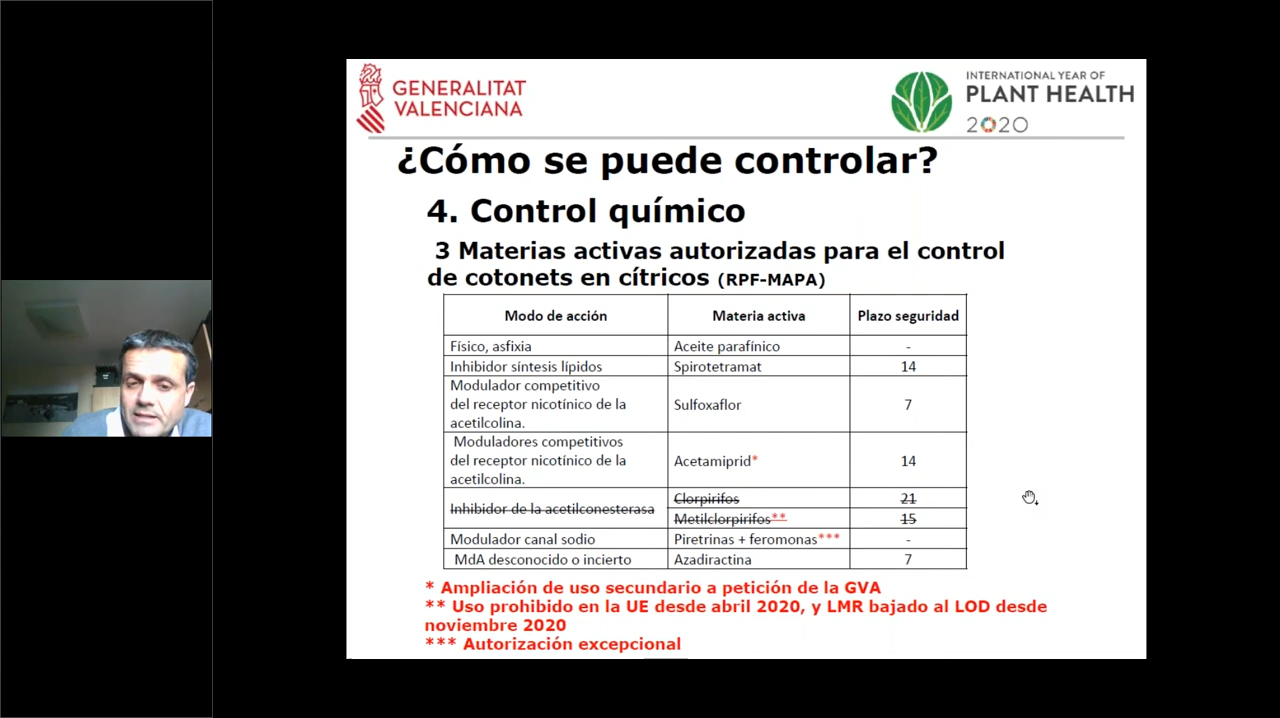 GENERALITAT
VALENCIANA
INTERNATIONAL YEAR OF
PLANT HEALTH
2020
¿Cómo se puede controlar?
4. Control químico
3 Materias activas autorizadas para el control
de cotonets en cítricos (RPF-MAPA)
Modo de acción Materia activa Plazo seguridad
Físico, asfixia Aceite parafínico -
Inhibidor síntesis lípidos Spirotetramat 14
Modulador competitivo
del receptor nicotínico de la
acetilcolina.
Sulfoxaflor 7
Moduladores competitivos
del receptor nicotínico de la
acetilcolina.
Acetamiprid* 14
Inhibidor de la acetilconesterasa
Clorpirifos 21
Metilclorpirifos** 15
Modulador canal sodio Piretrinas + feromonas*** -
MdA desconocido o incierto Azadiractina 7
* Ampliación de uso secundario a petición de la GVA
** Uso prohibido en la UE desde abril 2020, y LMR bajado al LOD desde
noviembre 2020
*** Autorización excepcional